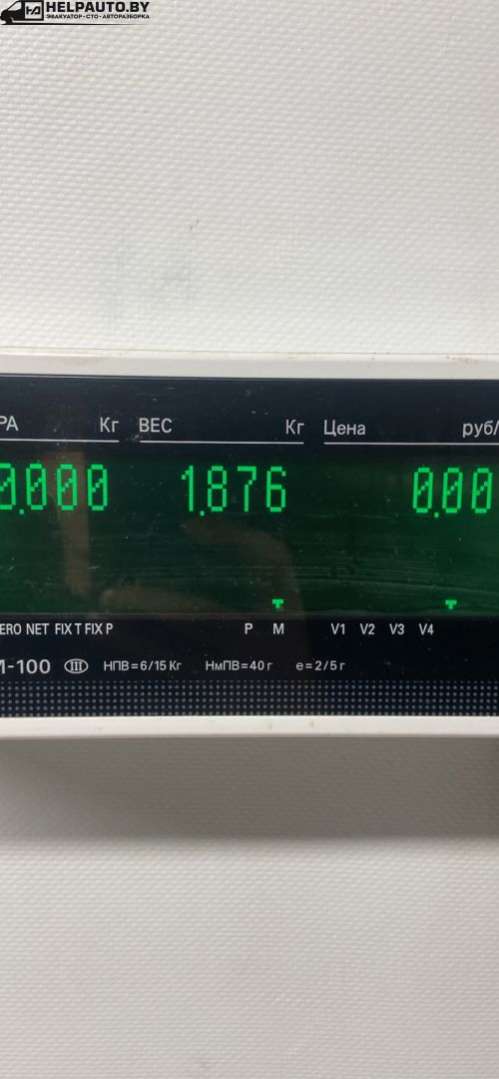 HELPAUTO.BY
ЭВАКУАТОР•СТО•АВТОРАЗБОРКА
РА Кг ВЕС Кг Цена руб/
0.000 1.876 0.00
ERO NET FIX T FIX P P M V1 V2 V3 V4
М-100 III НПВ=6/15 Кг НмПВ=40 г е=2/5 г